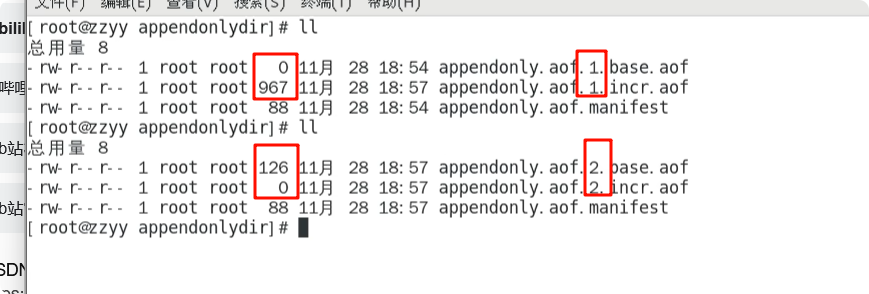 文件(F) 编辑(E) 查看(V) 搜索(S) 终端(T) 帮助(H)
[root@zzyy appendonlydir]# ll
总用量 8
-rw-r--r-- 1 root root 0 11月 28 18:54 appendonly.aof.1.base.aof
-rw-r--r-- 1 root root 967 11月 28 18:57 appendonly.aof.1.incr.aof
-rw-r--r-- 1 root root 88 11月 28 18:54 appendonly.aof.manifest
[root@zzyy appendonlydir]# ll
总用量 8
-rw-r--r-- 1 root root 126 11月 28 18:57 appendonly.aof.2.base.aof
-rw-r--r-- 1 root root 0 11月 28 18:57 appendonly.aof.2.incr.aof
-rw-r--r-- 1 root root 88 11月 28 18:57 appendonly.aof.manifest
[root@zzyy appendonlydir]#
bili
哔哩
b站
b站
SDN